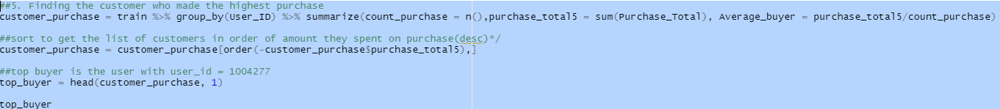 ##5. Finding the customer who made the highest purchase
customer_purchase = train %>% group_by(User_ID) %>% summarize(count_purchase = n(),purchase_total5 = sum(Purchase_Total), Average_buyer = purchase_total5/count_purchase)
##sort to get the list of customers in order of amount they spent on purchase(desc)*/
customer_purchase = customer_purchase[order(-customer_purchase$purchase_total5),]
##top buyer is the user with user_id = 1004277
top_buyer = head(customer_purchase, 1)
top_buyer